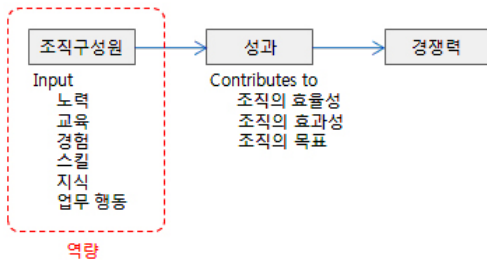 조직구성원
성과
경쟁력
Input
노력
교육
경험
스킬
지식
업무 행동
Contributes to
조직의 효율성
조직의 효과성
조직의 목표
역량